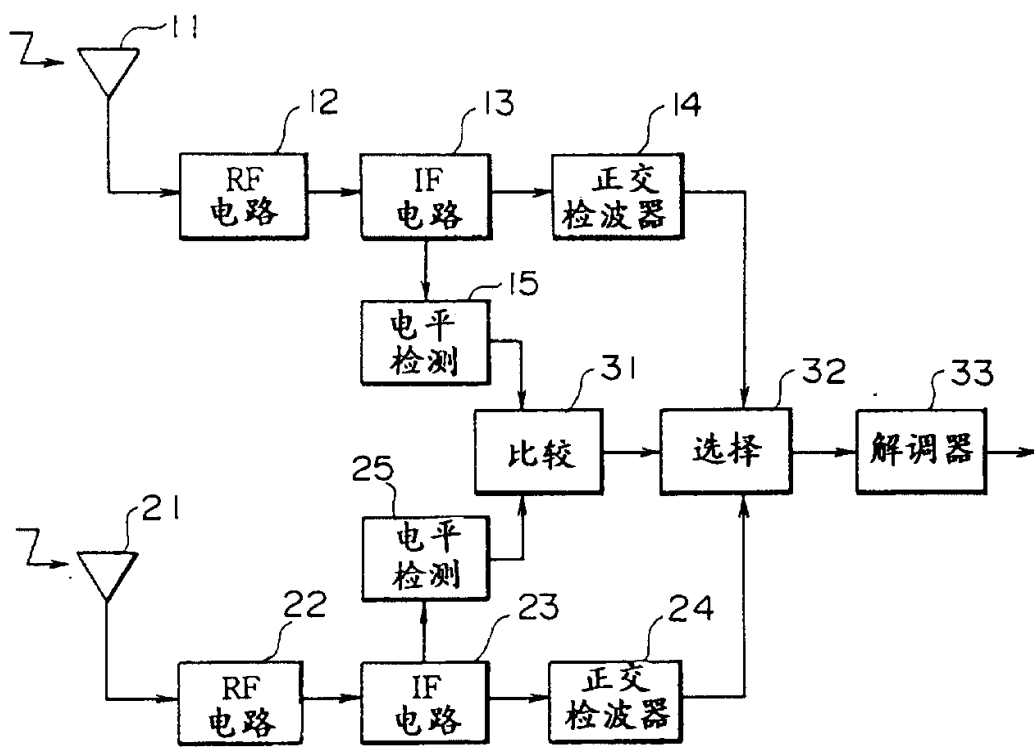 11
12
13
14
RF
电路
IF
电路
正交
检波器
15
电平
检测
31
32
33
比较
选择
解调器
25
电平
检测
21
22
23
24
RF
电路
IF
电路
正交
检波器